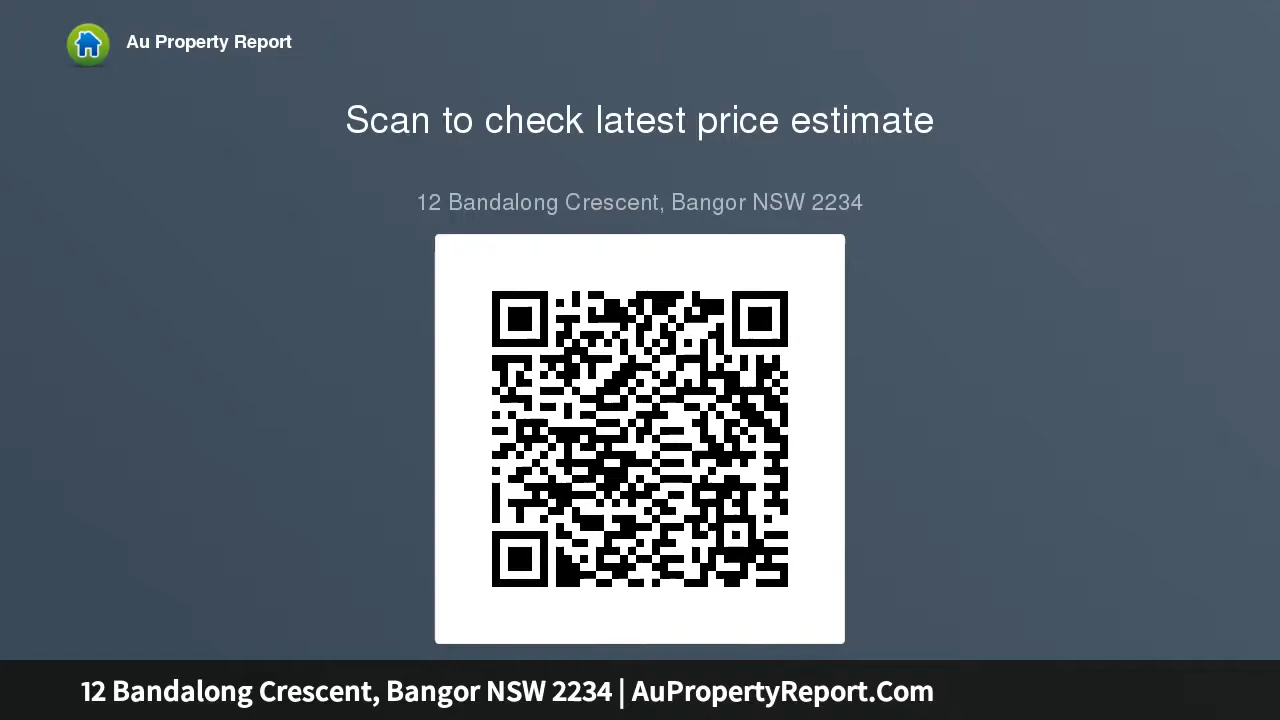 Au Property Report
Scan to check latest price estimate
12 Bandalong Crescent, Bangor NSW 2234
12 Bandalong Crescent, Bangor NSW 2234 | AuPropertyReport.Com